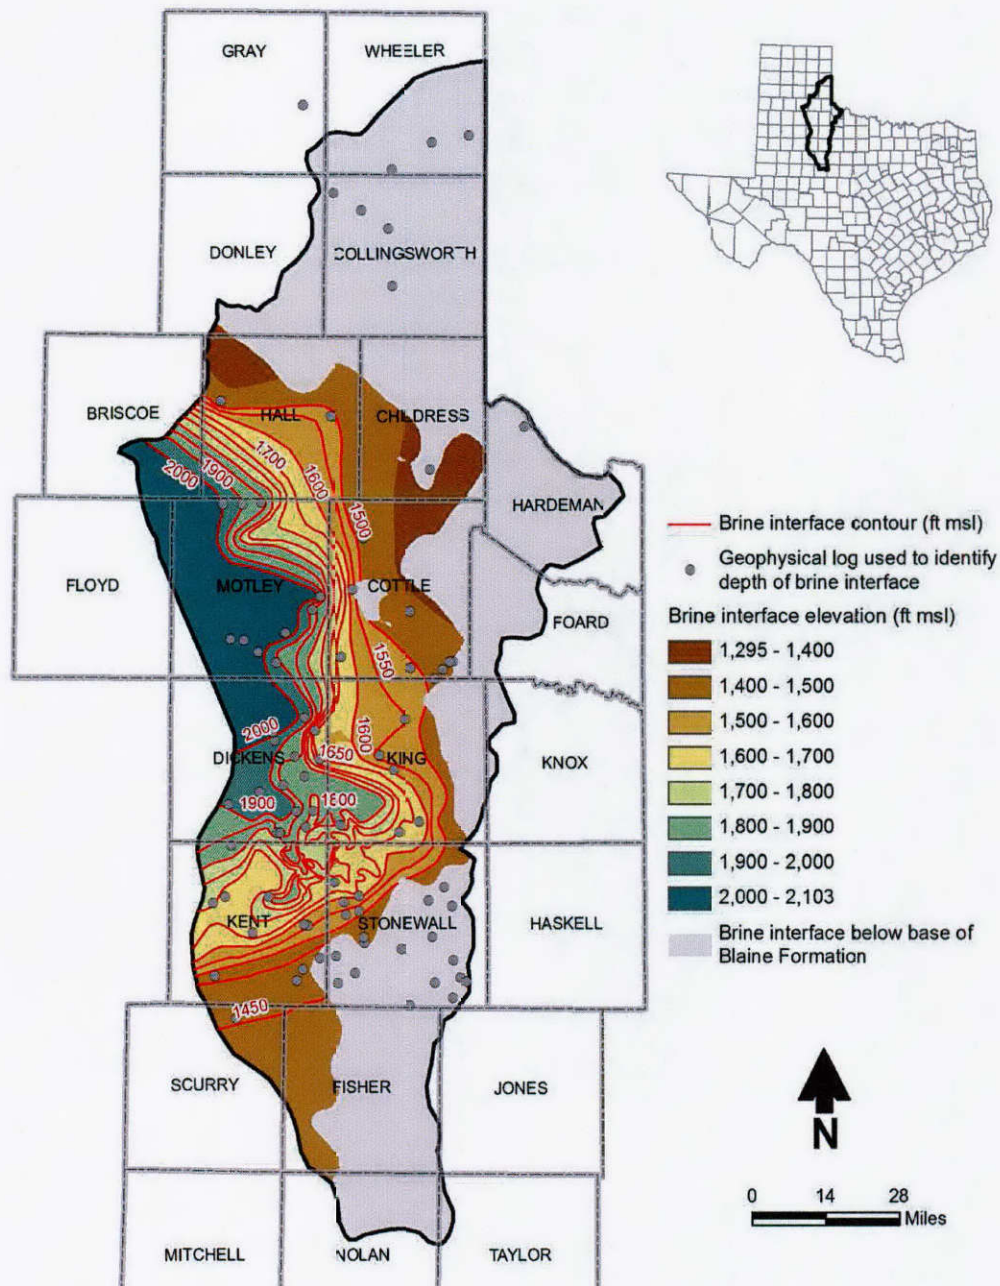 GRAY
WHEELER
DONLEY
COLLINGSWORTH
BRISCOE
HALL
CHILDRESS
HARDEMAN
1700
1900
2000
1600
1500
FLOYD
MOTLEY
COTTLE
FOARD
1550
2000
1600
DICKENS
1650
KING
KNOX
1900
1800
KENT
STONEWALL
HASKELL
1450
SCURRY
FISHER
JONES
MITCHELL
NOLAN
TAYLOR
Brine interface contour (ft msl)
Geophysical log used to identify
depth of brine interface
Brine interface elevation (ft msl)
1,295 - 1,400
1,400 - 1,500
1,500 - 1,600
1,600 - 1,700
1,700 - 1,800
1,800 - 1,900
1,900 - 2,000
2,000 - 2,103
Brine interface below base of
Blaine Formation
N
0 14 28
Miles